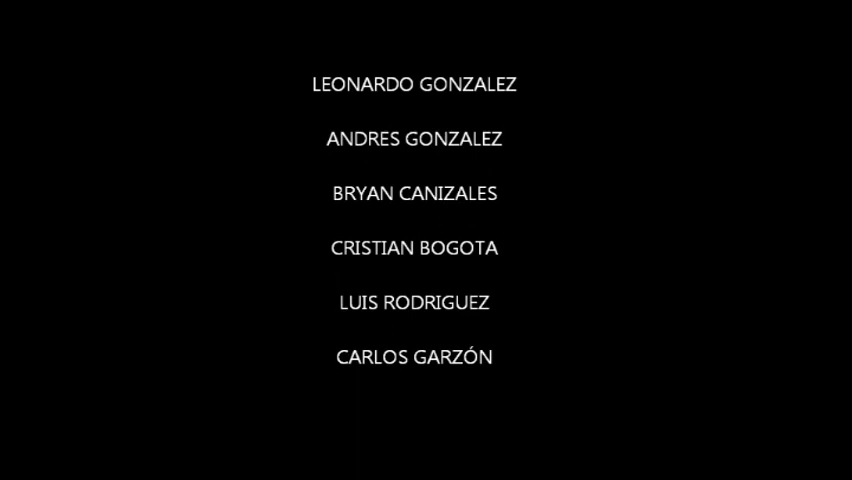 LEONARDO GONZALEZ
ANDRES GONZALEZ
BRYAN CANIZALES
CRISTIAN BOGOTA
LUIS RODRIGUEZ
CARLOS GARZÓN